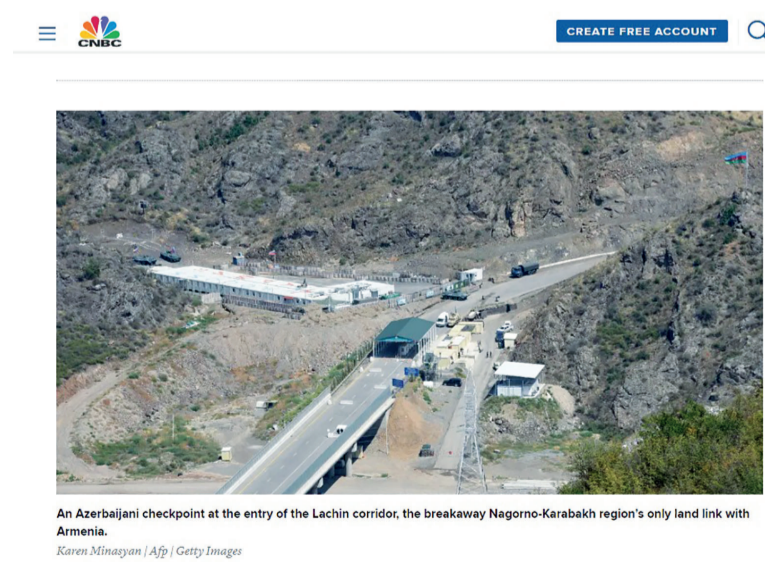 CNBC
CREATE FREE ACCOUNT
An Azerbaijani checkpoint at the entry of the Lachin corridor, the breakaway Nagorno-Karabakh region's only land link with
Armenia.
Karen Minasyan | Afp | Getty Images